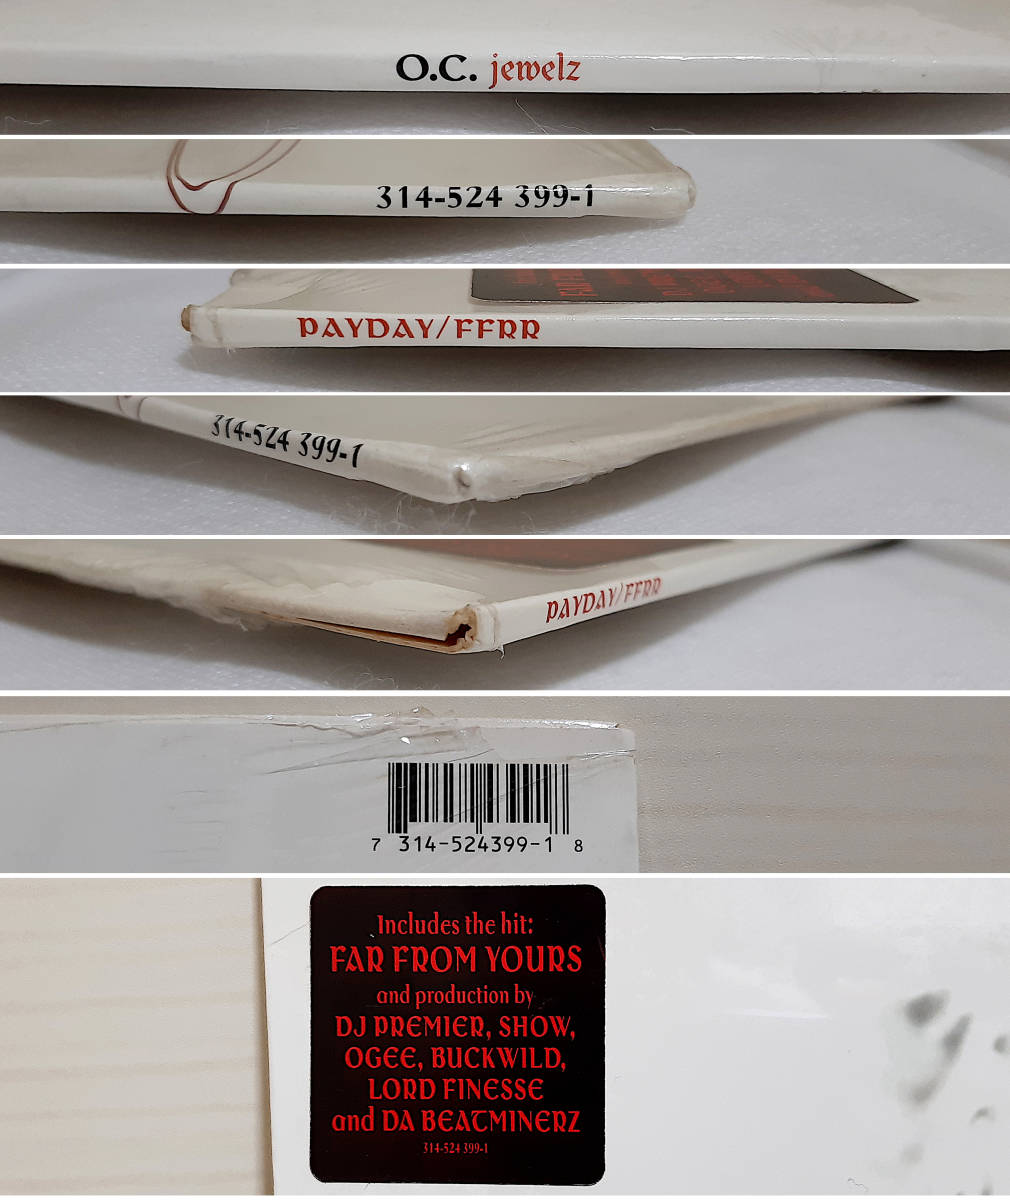 O.C. jewelz
314-524 399-1
PAYDAY/FFRR
314-524 399-1
PAYDAY/FFRR
7 314-524399-1 8
Includes the hit:
FAR FROM YOURS
and production by
DJ PREMIER, SHOW,
OGEE, BUCKWILD,
LORD FINESSE
and DA BEATMINERZ
314-524 399-1